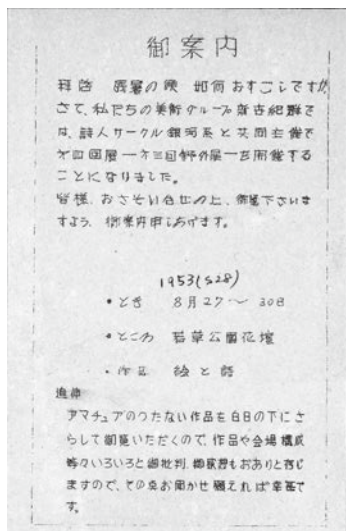 御案内
拝啓 残暑の候 如何おすごしですか
さて、私たちの美術グループ新世紀群で
は、詩人サークル銀河系と共同主催で
才四回展一才三回野外展一を開催する
ことになりました。
皆様、おさそい合せの上、御覧下さいま
すよう、御案内申しあげます。
1953(S28)
・とき 8月27〜30日
・ところ 若草公園花壇
・作品 絵と詩
追伸
アマチュアのつたない作品を白日の下にさ
らして御覧いただくので、作品や会場構成
等々いろいろと御批判、御感想もおありと存じ
ますので、その点お聞かせ願えれば幸甚で
す。